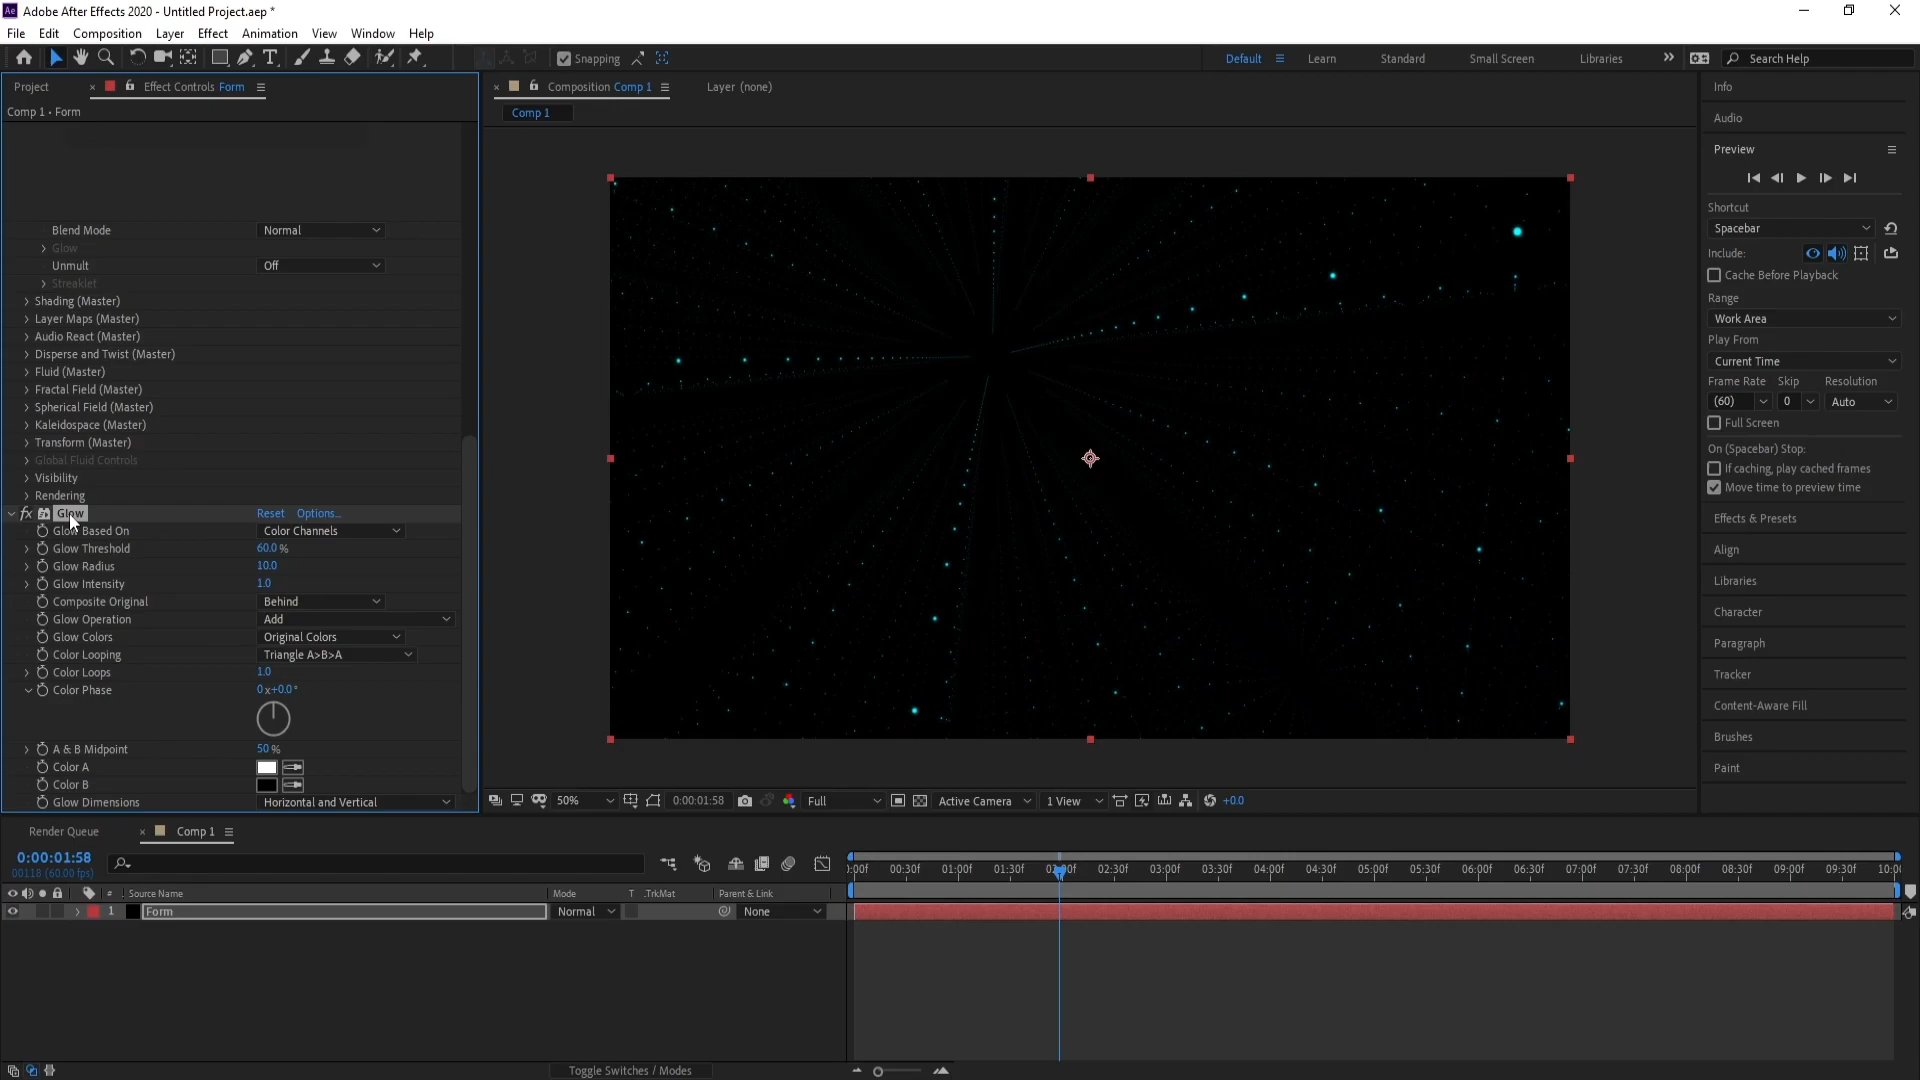 Ae Adobe After Effects 2020 - Untitled Project.aep *
File Edit Composition Layer Effect Animation View Window Help
Snapping
Default Learn Standard Small Screen Libraries
Search Help
Project Effect Controls Form
Comp 1 • Form
Blend Mode Normal
Glow
Unmult Off
Streaklet
Shading (Master)
Layer Maps (Master)
Audio React (Master)
Disperse and Twist (Master)
Fluid (Master)
Fractal Field (Master)
Spherical Field (Master)
Kaleidospace (Master)
Transform (Master)
Global Fluid Controls
Visibility
Rendering
fx Glow Reset Options...
Glow Based On Color Channels
Glow Threshold 60.0 %
Glow Radius 10.0
Glow Intensity 1.0
Composite Original Behind
Glow Operation Add
Glow Colors Original Colors
Color Looping Triangle A>B>A
Color Loops 1.0
Color Phase 0 x+0.0 °
A & B Midpoint 50 %
Color A
Color B
Glow Dimensions Horizontal and Vertical
Composition Comp 1 Layer (none)
Comp 1
50% 0:00:01:58 Full Active Camera 1 View +0.0
Info
Audio
Preview
Shortcut
Spacebar
Include:
Cache Before Playback
Range
Work Area
Play From
Current Time
Frame Rate Skip Resolution
(60) 0 Auto
Full Screen
On (Spacebar) Stop:
If caching, play cached frames
Move time to preview time
Effects & Presets
Align
Libraries
Character
Paragraph
Tracker
Content-Aware Fill
Brushes
Paint
Render Queue Comp 1
0:00:01:58
00118 (60.00 fps)
# Source Name Mode T .TrkMat Parent & Link
1 Form Normal None
00:30f 01:00f 01:30f 02:30f 03:00f 03:30f 04:00f 04:30f 05:00f 05:30f 06:00f 06:30f 07:00f 07:30f 08:00f 08:30f 09:00f 09:30f
Toggle Switches / Modes